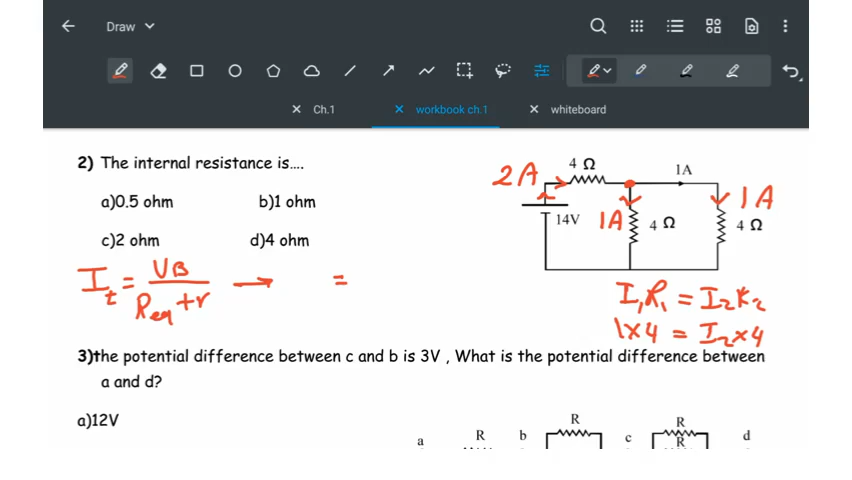 Draw
Ch.1
workbook ch.1
whiteboard
2) The internal resistance is....
a)0.5 ohm b)1 ohm
c)2 ohm d)4 ohm
4 Ω
1A
2A
1A
14V
1A
4 Ω
4 Ω
I_t = VB / (Req + r) → =
I₁R₁ = I₂R₂
1×4 = I₂×4
3)the potential difference between c and b is 3V , What is the potential difference between
a and d?
a)12V
a R b R c R R d